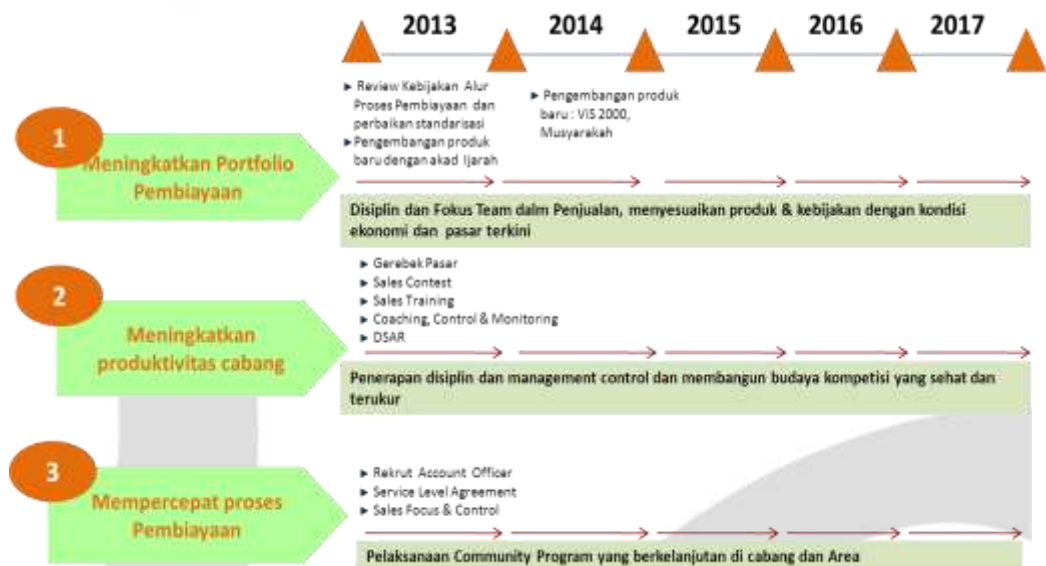 2013 2014 2015 2016 2017
► Review Kebijakan Alur
Proses Pembiayaan dan
perbaikan standarisasi
► Pengembangan produk
baru dengan akad Ijarah
► Pengembangan produk
baru : ViS 2000,
Musyarakah
1
Meningkatkan Portfolio
Pembiayaan
Disiplin dan Fokus Team dalm Penjualan, menyesuaikan produk & kebijakan dengan kondisi
ekonomi dan pasar terkini
2
Meningkatkan
produktivitas cabang
► Gerebek Pasar
► Sales Contest
► Sales Training
► Coaching, Control & Monitoring
► DSAR
Penerapan disiplin dan management control dan membangun budaya kompetisi yang sehat dan
terukur
3
Mempercepat proses
Pembiayaan
► Rekrut Account Officer
► Service Level Agreement
► Sales Focus & Control
Pelaksanaan Community Program yang berkelanjutan di cabang dan Area